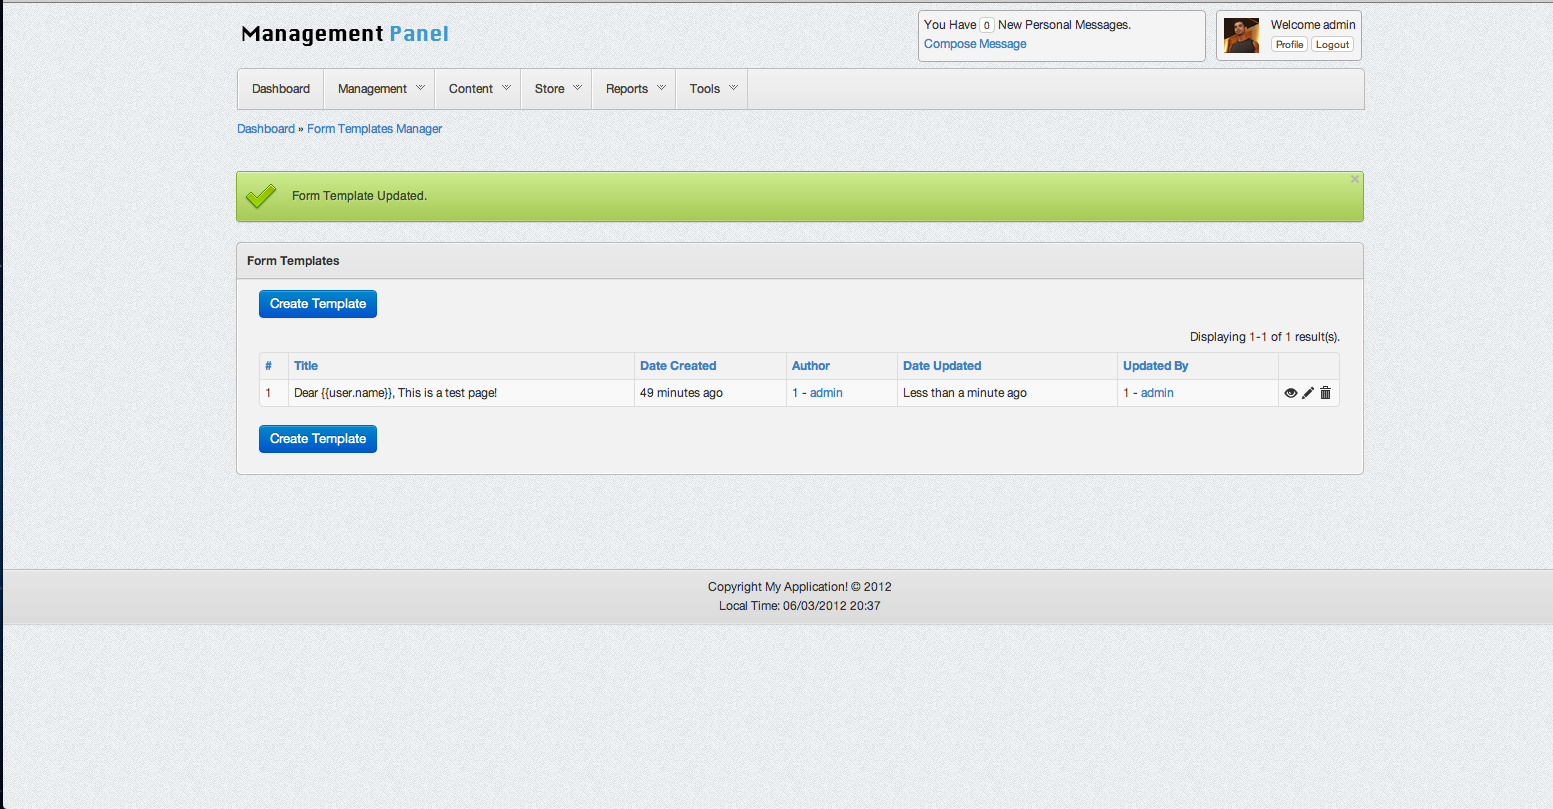 Management Panel
You Have 0 New Personal Messages.
Compose Message
Welcome admin
Profile Logout
Dashboard Management Content Store Reports Tools
Dashboard » Form Templates Manager
×
Form Template Updated.
Form Templates
Create Template
Displaying 1-1 of 1 result(s).
# Title Date Created Author Date Updated Updated By
1 Dear {{user.name}}, This is a test page! 49 minutes ago 1 - admin Less than a minute ago 1 - admin
Create Template
Copyright My Application! © 2012
Local Time: 06/03/2012 20:37